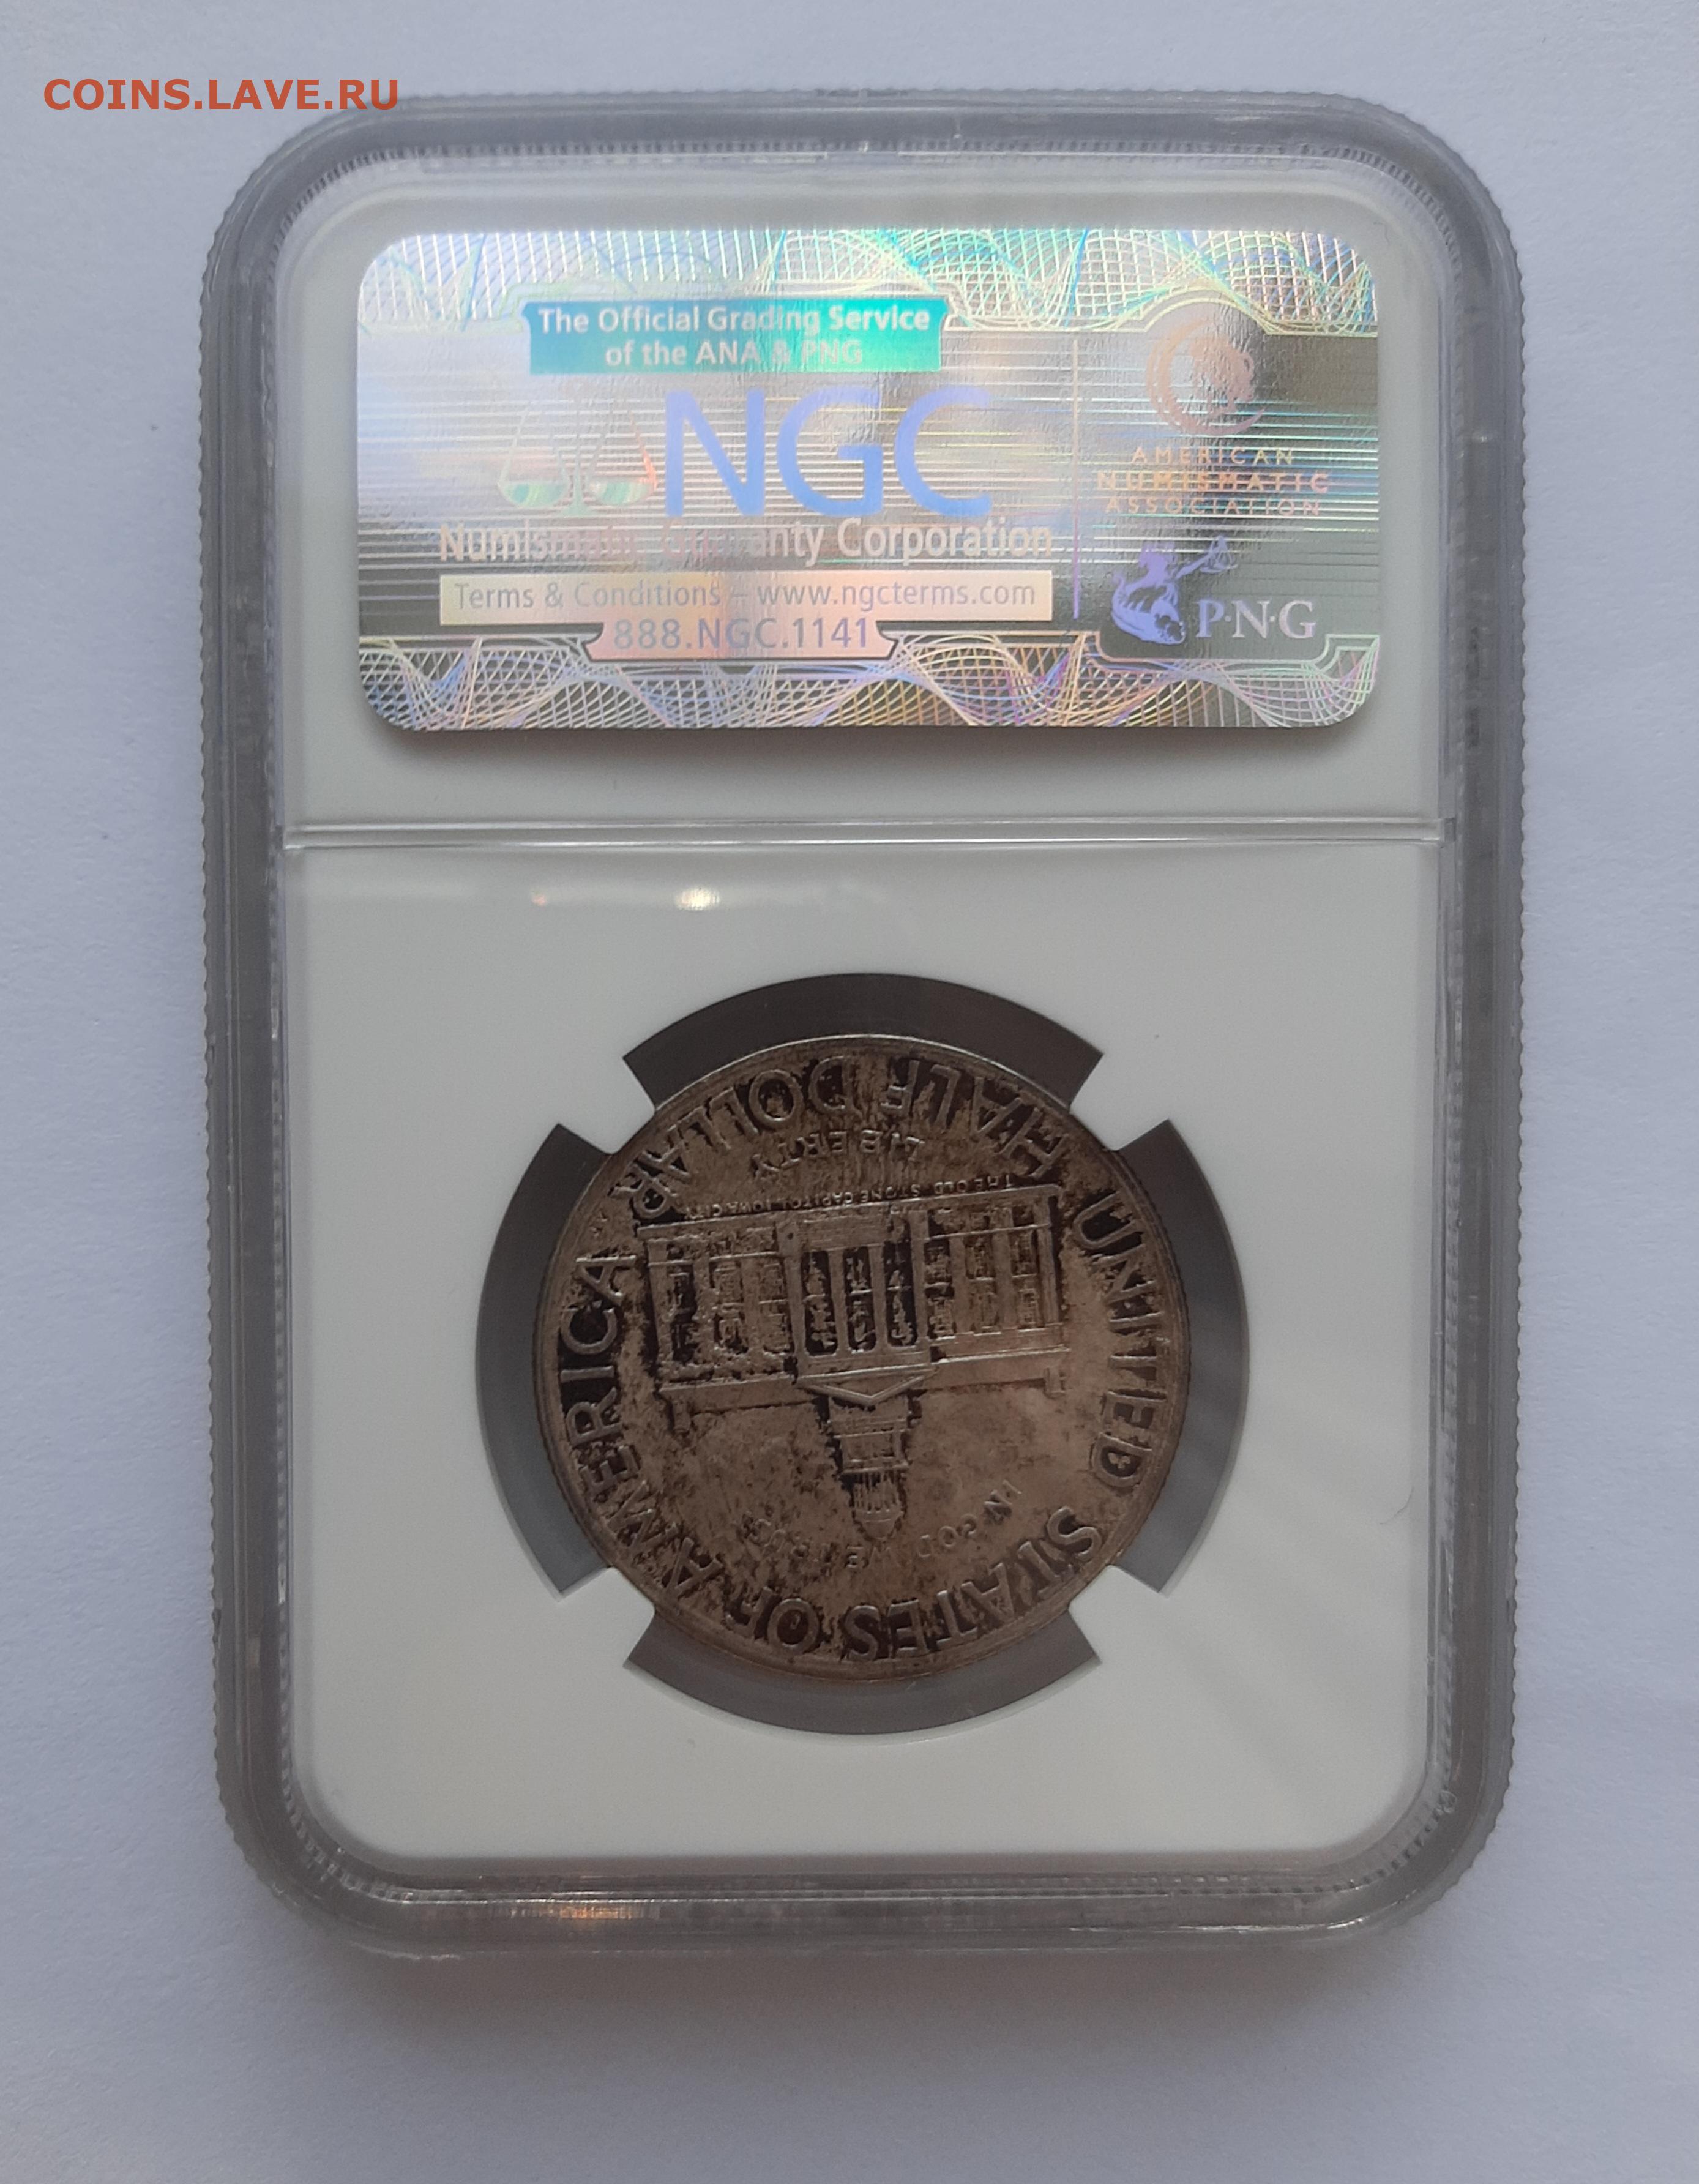 COINS.LAVE.RU
The Official Grading Service
of the ANA & PNG
NGC
Numismatic Guaranty Corporation
Terms & Conditions – www.ngcterms.com
888.NGC.1141
AMERICAN
NUMISMATIC
ASSOCIATION
P·N·G
UNITED STATES OF AMERICA
IN GOD WE TRUST
THE OLD STONE CAPITOL IOWA CITY
LIBERTY
HALF DOLLAR